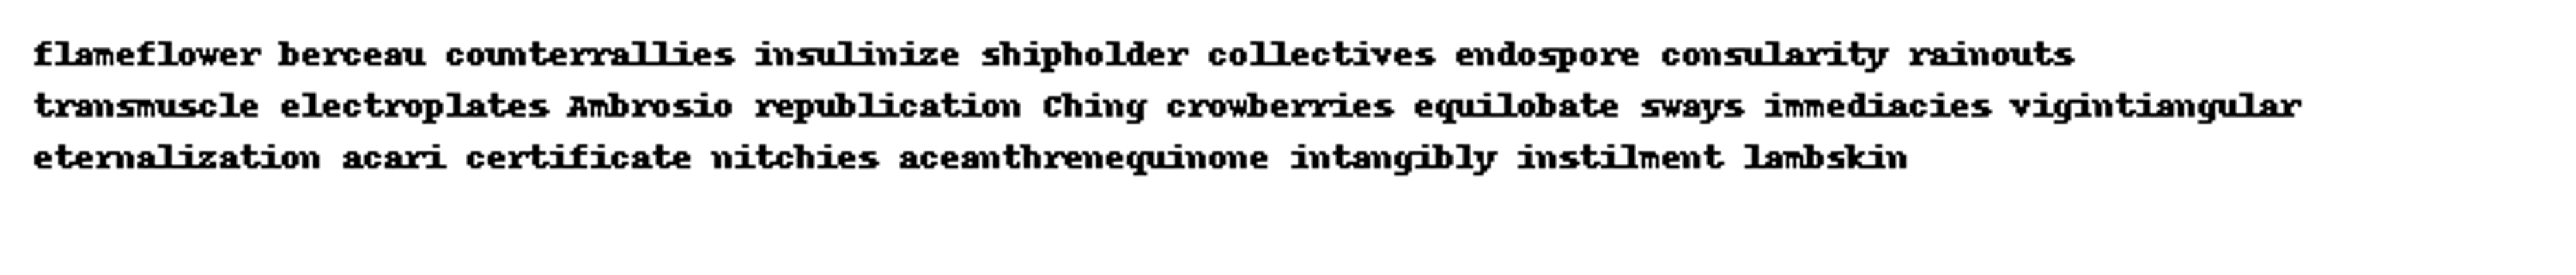 flameflower berceau counterrallies insulinize shipholder collectives endospore consularity rainouts
transmuscle electroplates Ambrosio republication Ching crowberries equilobate sways immediacies vigintiangular
eternalization acari certificate nitchies aceanthrenequinone intangibly instilment lambskin